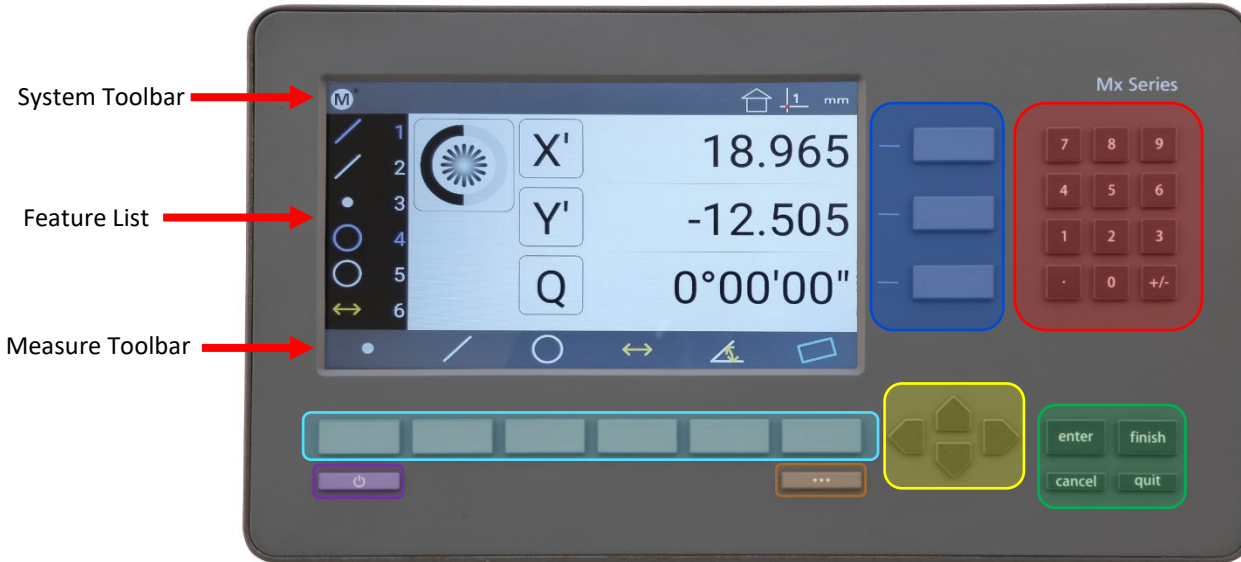 System Toolbar
Feature List
Measure Toolbar
Mx Series
M
1 mm
1
2
3
4
5
6
X' 18.965
Y' -12.505
Q 0°00'00"
7 8 9
4 5 6
1 2 3
· 0 +/-
enter finish
cancel quit